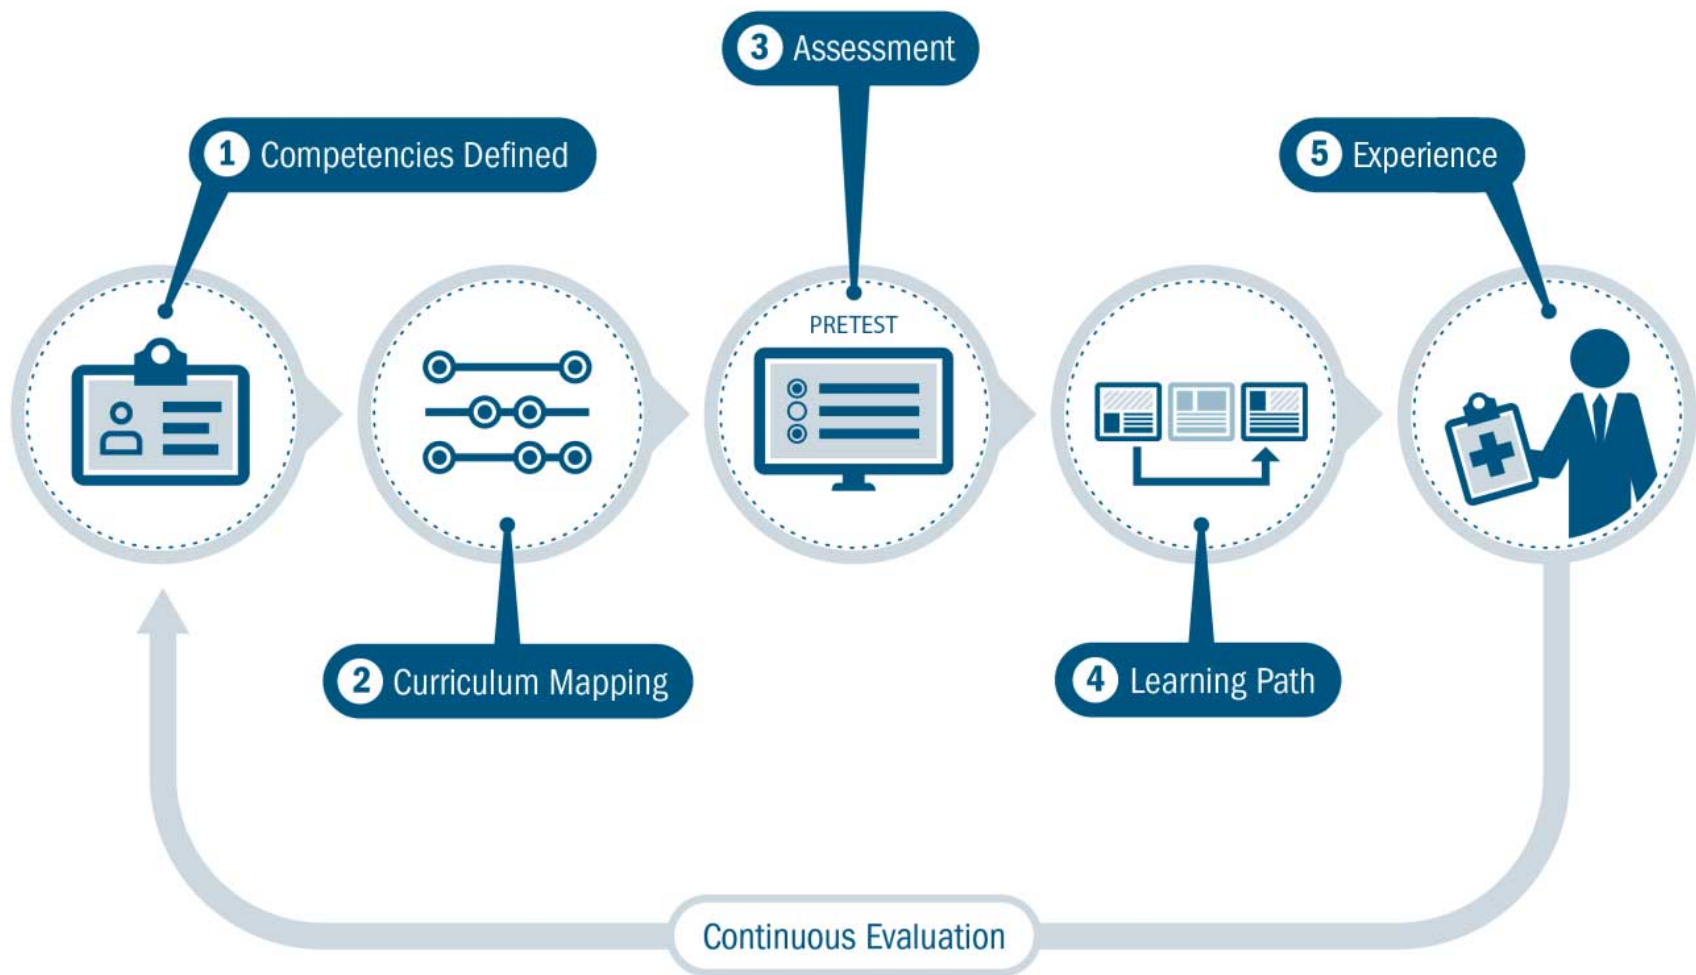 1 Competencies Defined
2 Curriculum Mapping
3 Assessment
PRETEST
4 Learning Path
5 Experience
Continuous Evaluation